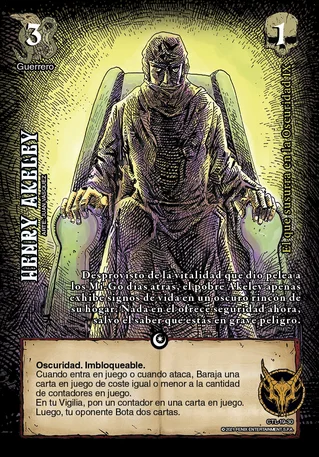 3
Guerrero
1
HENRY AKELEY
El que susurra en la Oscuridad IX
Desprovisto de la vitalidad que dio pelea a
los Mi-Go días atrás, el pobre Akeley apenas
exhibe signos de vida en un oscuro rincón de
su hogar. Nada en él ofrece seguridad ahora,
salvo el saber que estás en grave peligro.
Oscuridad. Imbloqueable.
Cuando entra en juego o cuando ataca, Baraja una
carta en juego de coste igual o menor a la cantidad
de contadores en juego.
En tu Vigilia, pon un contador en una carta en juego.
Luego, tu oponente Bota dos cartas.
© 2021 FENIX ENTERTAINMENT S.P.A.